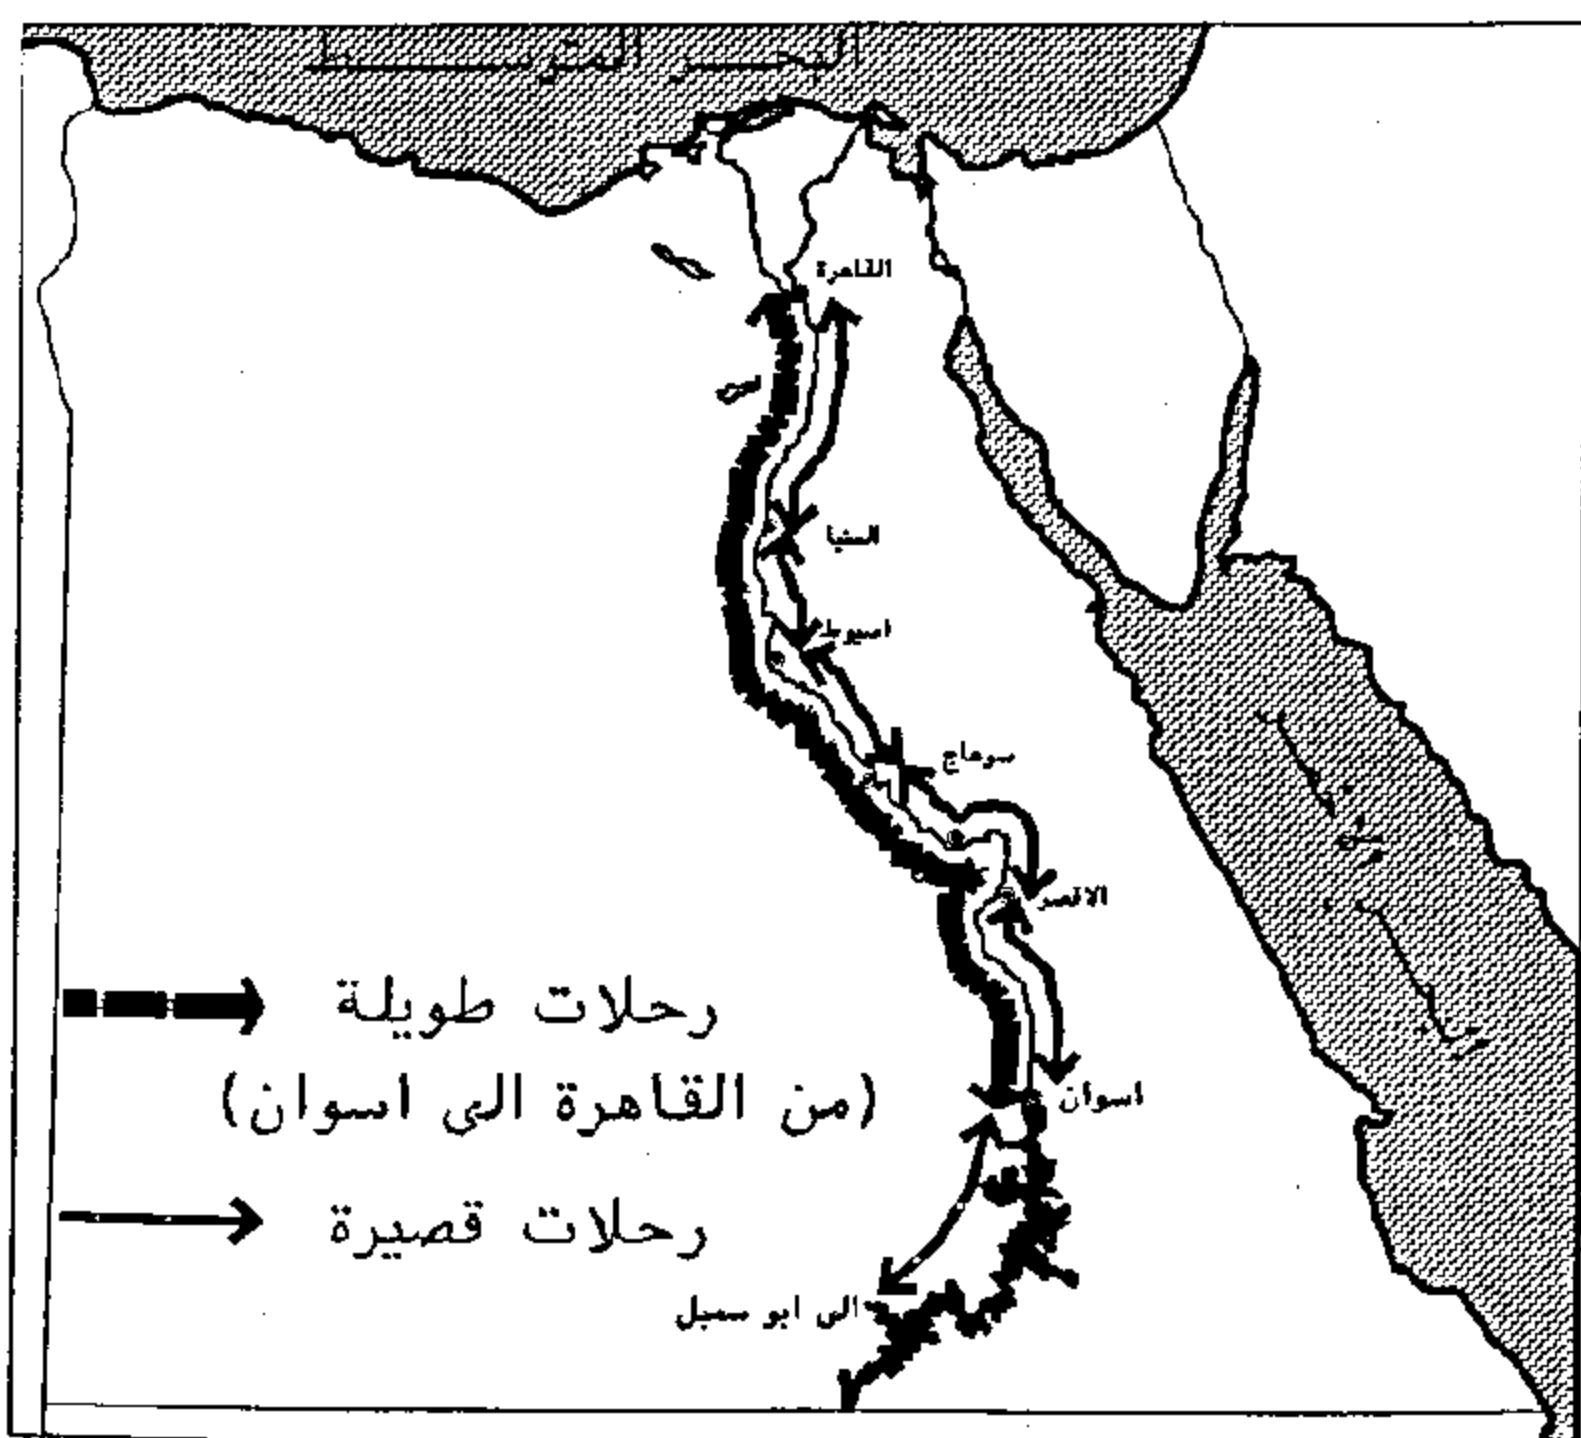 القاهرة
المنيا
اسيوط
سوهاج
الاقصر
رحلات طويلة
(من القاهرة الى اسوان)
اسوان
رحلات قصيرة
الى ابو سمبل